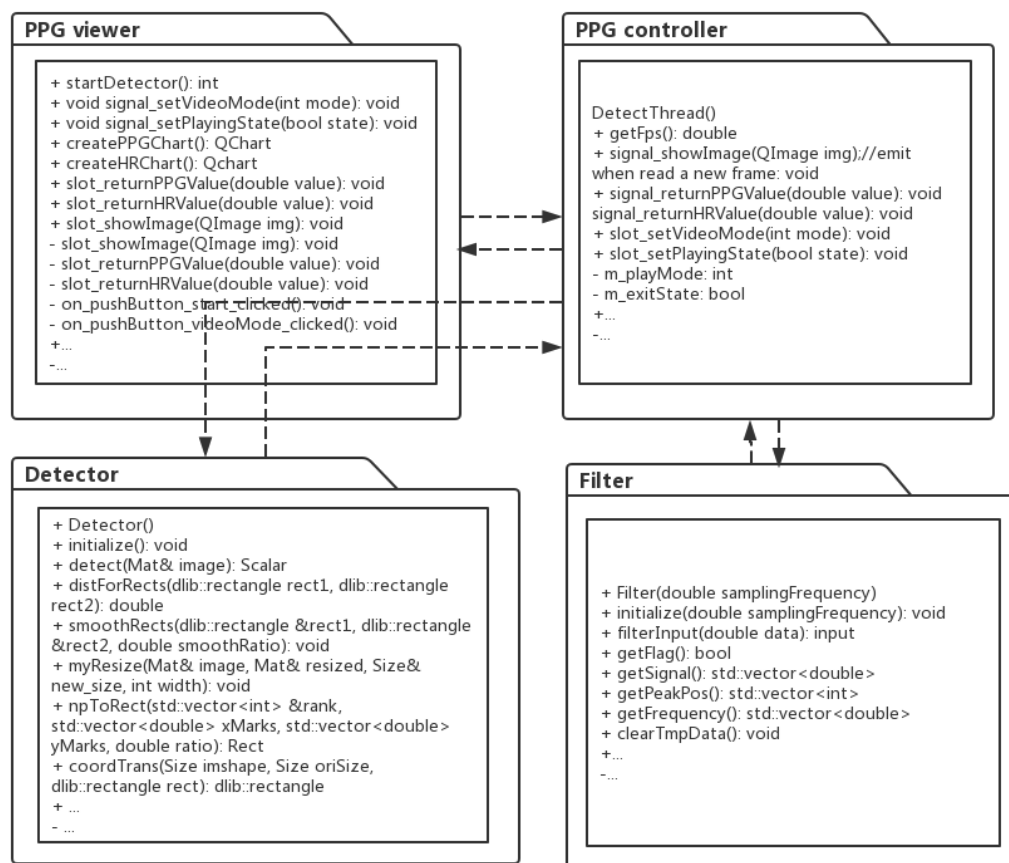 PPG viewer
+ startDetector(): int
+ void signal_setVideoMode(int mode): void
+ void signal_setPlayingState(bool state): void
+ createPPGChart(): QChart
+ createHRChart(): Qchart
+ slot_returnPPGValue(double value): void
+ slot_returnHRValue(double value): void
+ slot_showImage(QImage img): void
- slot_showImage(QImage img): void
- slot_returnPPGValue(double value): void
- slot_returnHRValue(double value): void
- on_pushButton_start_clicked(): void
- on_pushButton_videoMode_clicked(): void
+...
-...
PPG controller
DetectThread()
+ getFps(): double
+ signal_showImage(QImage img);//emit
when read a new frame: void
+ signal_returnPPGValue(double value): void
signal_returnHRValue(double value): void
+ slot_setVideoMode(int mode): void
+ slot_setPlayingState(bool state): void
- m_playMode: int
- m_exitState: bool
+...
-...
Detector
+ Detector()
+ initialize(): void
+ detect(Mat& image): Scalar
+ distForRects(dlib::rectangle rect1, dlib::rectangle
rect2): double
+ smoothRects(dlib::rectangle &rect1, dlib::rectangle
&rect2, double smoothRatio): void
+ myResize(Mat& image, Mat& resized, Size&
new_size, int width): void
+ npToRect(std::vector<int> &rank,
std::vector<double> xMarks, std::vector<double>
yMarks, double ratio): Rect
+ coordTrans(Size imshape, Size oriSize,
dlib::rectangle rect): dlib::rectangle
+ ...
- ...
Filter
+ Filter(double samplingFrequency)
+ initialize(double samplingFrequency): void
+ filterInput(double data): input
+ getFlag(): bool
+ getSignal(): std::vector<double>
+ getPeakPos(): std::vector<int>
+ getFrequency(): std::vector<double>
+ clearTmpData(): void
+...
-...